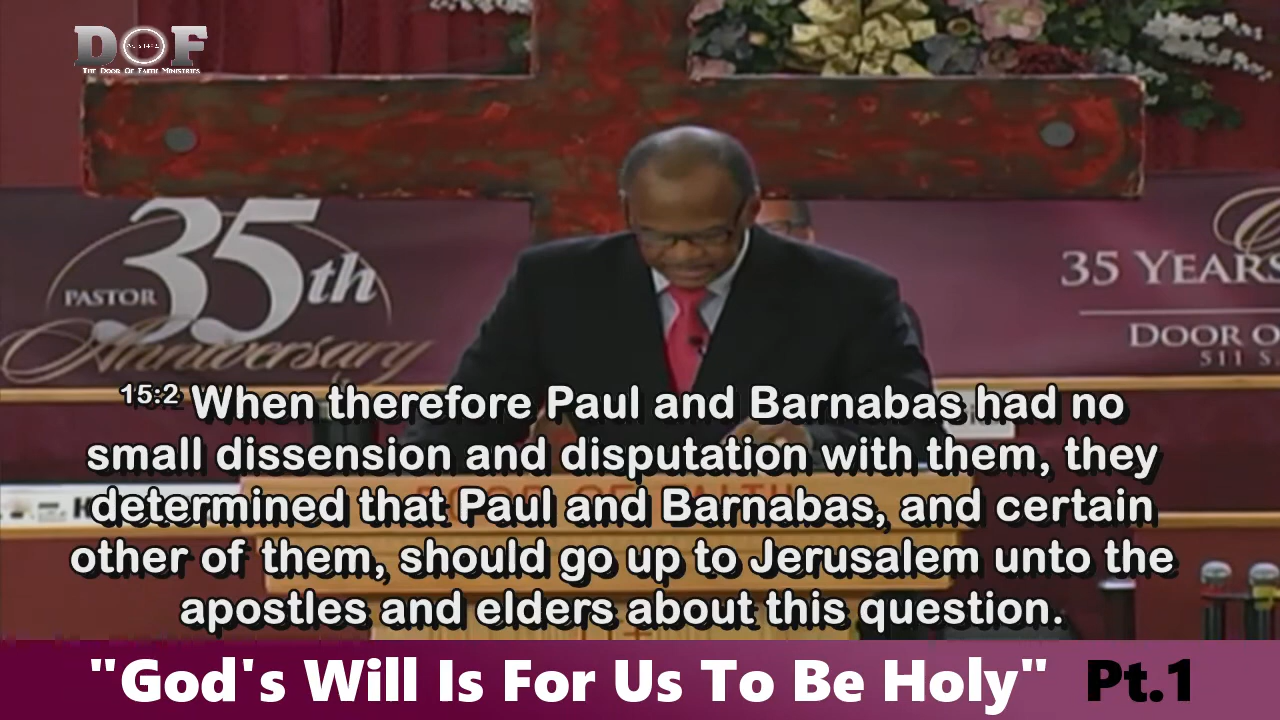 DOF
The Door Of Faith Ministries
35th
PASTOR
Anniversary
35 YEARS
DOOR O
511 S
15:2 When therefore Paul and Barnabas had no
small dissension and disputation with them, they
determined that Paul and Barnabas, and certain
other of them, should go up to Jerusalem unto the
apostles and elders about this question.
"God's Will Is For Us To Be Holy" Pt.1